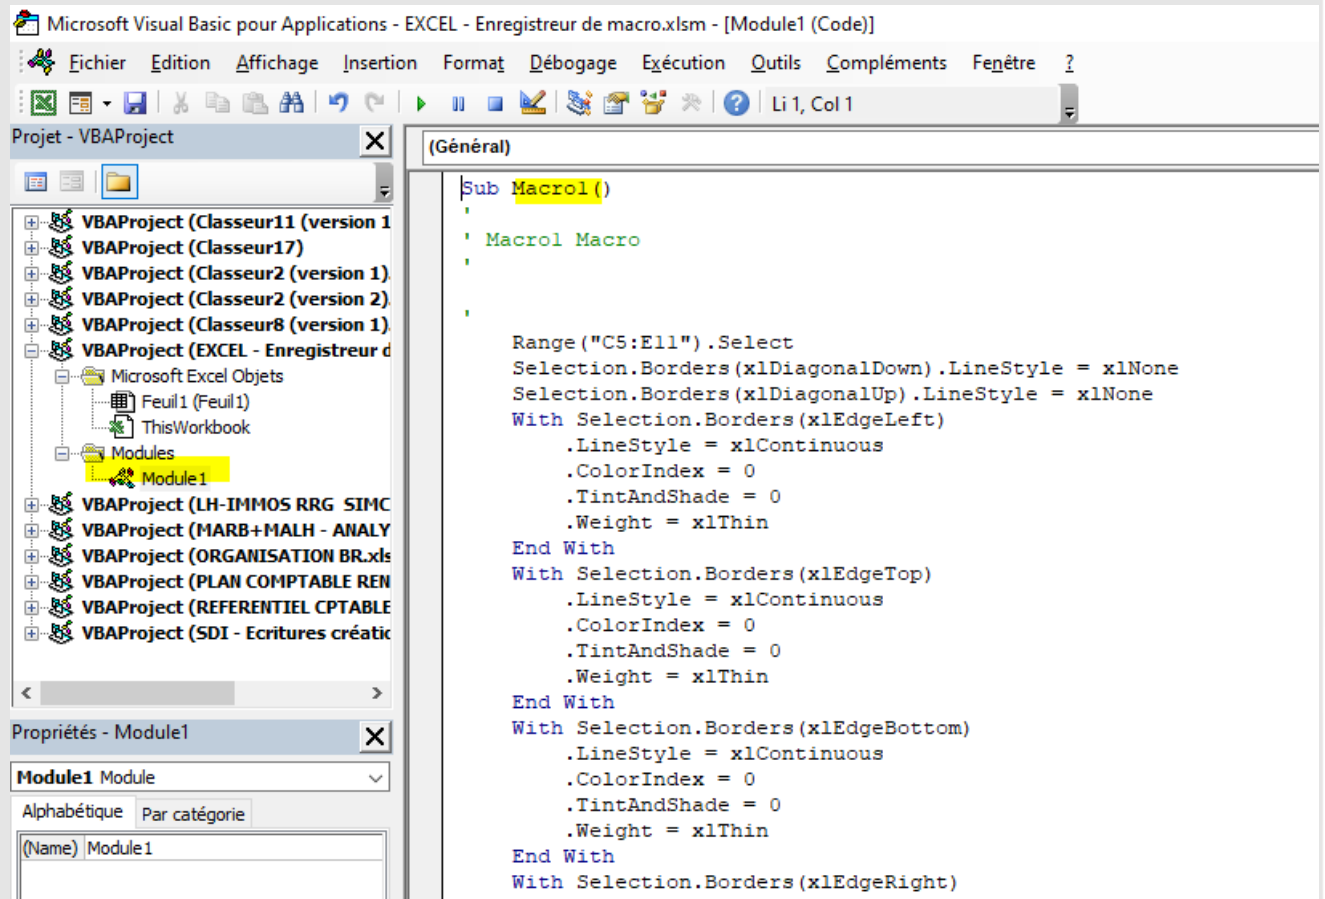 Microsoft Visual Basic pour Applications - EXCEL - Enregistreur de macro.xlsm - [Module1 (Code)]
Fichier Edition Affichage Insertion Format Débogage Exécution Outils Compléments Fenêtre ?
Li 1, Col 1
Projet - VBAProject
VBAProject (Classeur11 (version 1
VBAProject (Classeur17)
VBAProject (Classeur2 (version 1).
VBAProject (Classeur2 (version 2).
VBAProject (Classeur8 (version 1).
VBAProject (EXCEL - Enregistreur d
Microsoft Excel Objets
Feuil1 (Feuil1)
ThisWorkbook
Modules
Module1
VBAProject (LH-IMMOS RRG SIMC
VBAProject (MARB+MALH - ANALY
VBAProject (ORGANISATION BR.xls
VBAProject (PLAN COMPTABLE REN
VBAProject (REFERENTIEL CPTABLE
VBAProject (SDI - Ecritures créatic
Propriétés - Module1
Module1 Module
Alphabétique Par catégorie
(Name) Module1
(Général)
Sub Macro1()
'
' Macro1 Macro
'
'
Range("C5:E11").Select
Selection.Borders(xlDiagonalDown).LineStyle = xlNone
Selection.Borders(xlDiagonalUp).LineStyle = xlNone
With Selection.Borders(xlEdgeLeft)
.LineStyle = xlContinuous
.ColorIndex = 0
.TintAndShade = 0
.Weight = xlThin
End With
With Selection.Borders(xlEdgeTop)
.LineStyle = xlContinuous
.ColorIndex = 0
.TintAndShade = 0
.Weight = xlThin
End With
With Selection.Borders(xlEdgeBottom)
.LineStyle = xlContinuous
.ColorIndex = 0
.TintAndShade = 0
.Weight = xlThin
End With
With Selection.Borders(xlEdgeRight)